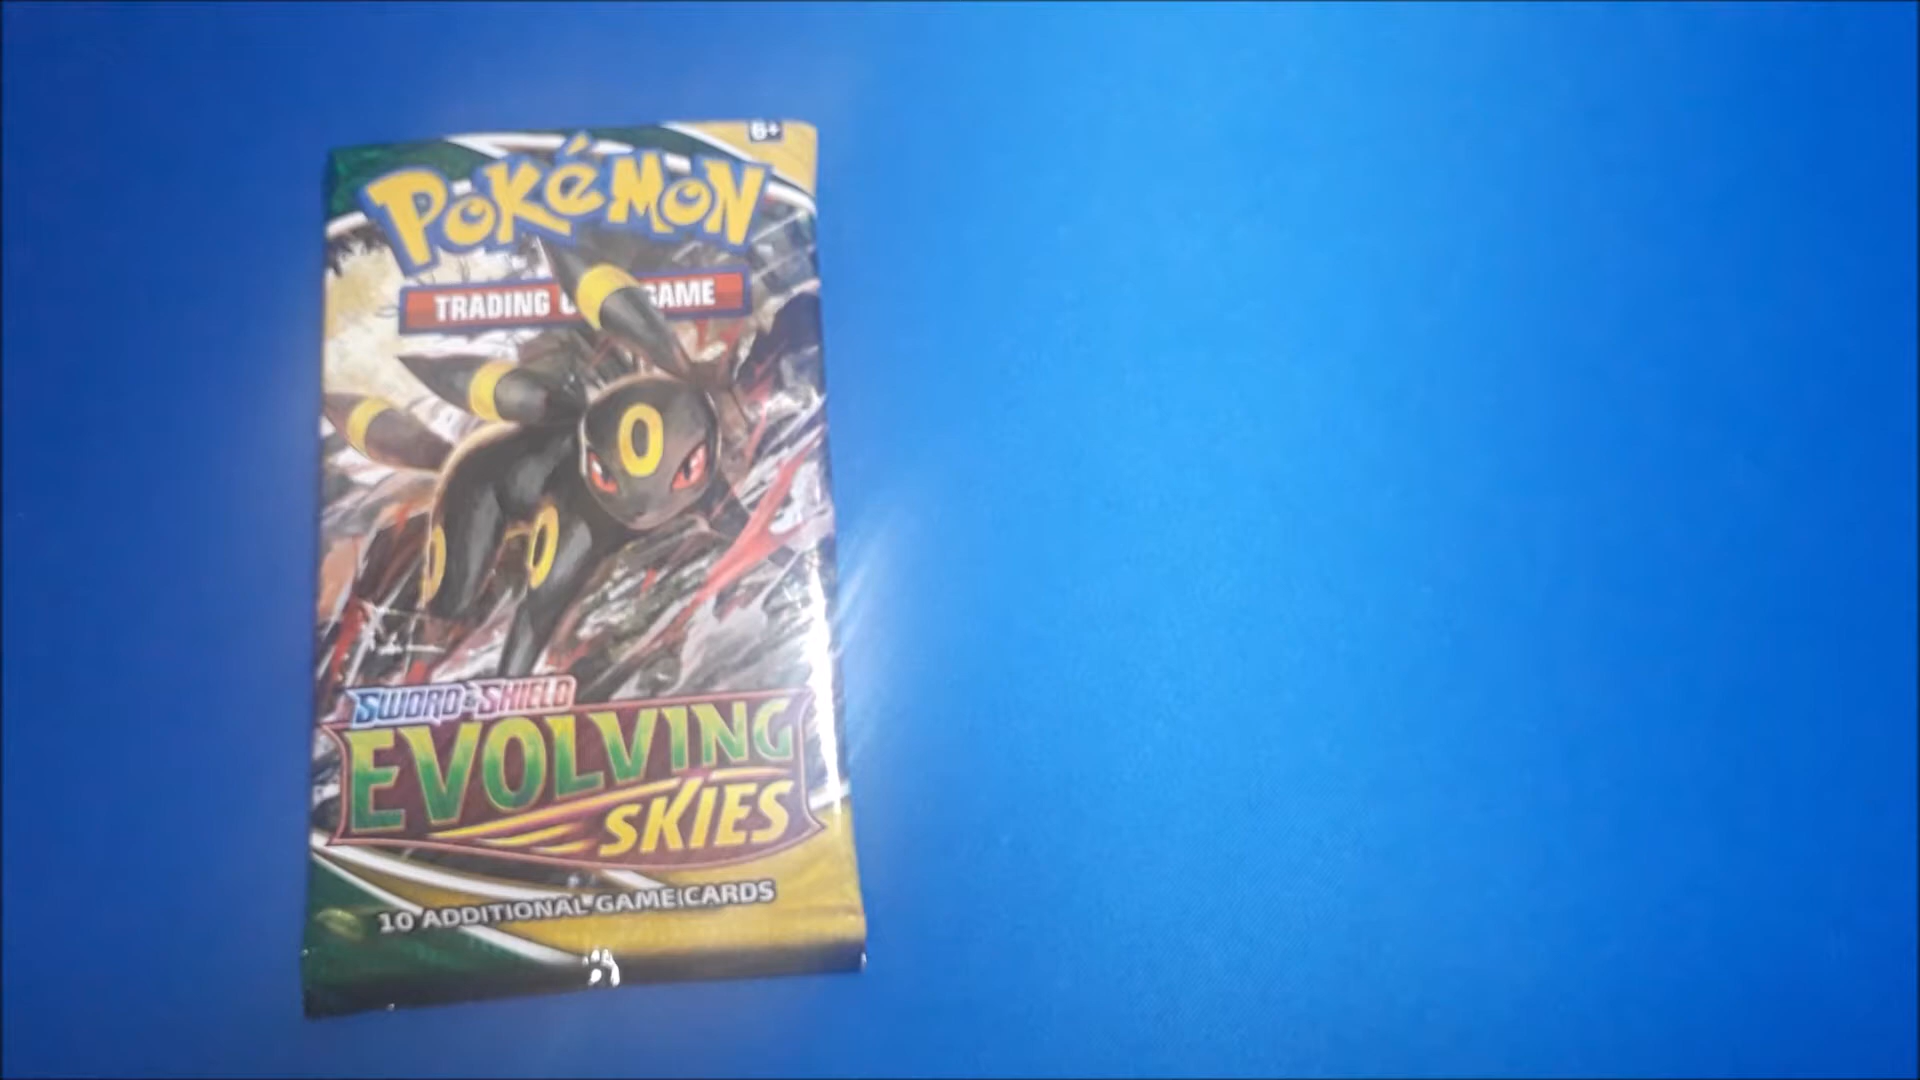 6+
POKéMON
TRADING C GAME
SWORD & SHIELD
EVOLVING
SKIES
10 ADDITIONAL GAME CARDS